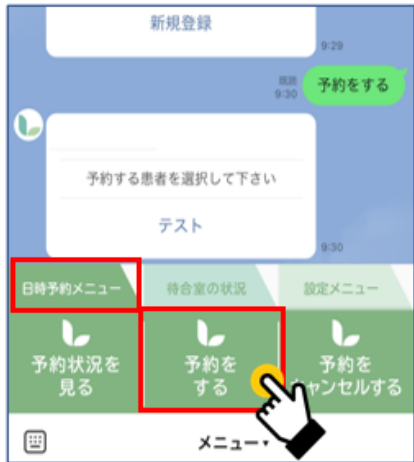 新規登録
9:29
既読
9:30
予約をする
予約する患者を選択して下さい
テスト
9:30
日時予約メニュー
待合室の状況
設定メニュー
予約状況を
見る
予約を
する
予約を
ャンセルする
メニュー▾